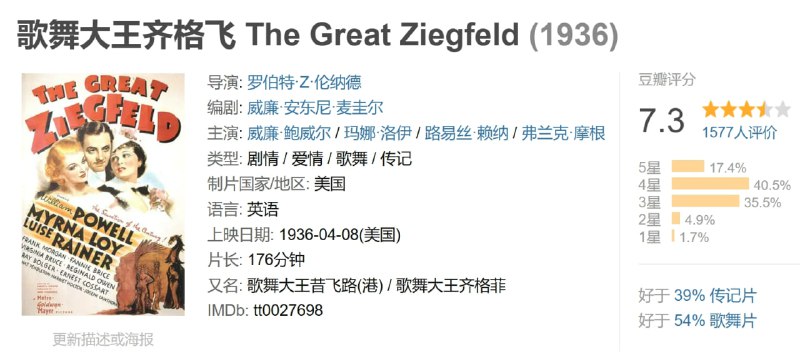 歌舞大王齐格飞 The Great Ziegfeld (1936)
THE GREAT
ZIEGFELD
William
POWELL
MYRNA LOY
LUISE
RAINER
FRANK MORGAN · FANNIE BRICE
VIRGINIA BRUCE · REGINALD OWEN
RAY BOLGER · ERNEST COSSART
Metro
Goldwyn
Mayer
更新描述或海报
导演: 罗伯特·Z·伦纳德
编剧: 威廉·安东尼·麦圭尔
主演: 威廉·鲍威尔 / 玛娜·洛伊 / 路易丝·赖纳 / 弗兰克·摩根
类型: 剧情 / 爱情 / 歌舞 / 传记
制片国家/地区: 美国
语言: 英语
上映日期: 1936-04-08(美国)
片长: 176分钟
又名: 歌舞大王昔飞路(港) / 歌舞大王齐格菲
IMDb: tt0027698
豆瓣评分
7.3
1577人评价
5星 17.4%
4星 40.5%
3星 35.5%
2星 4.9%
1星 1.7%
好于 39% 传记片
好于 54% 歌舞片